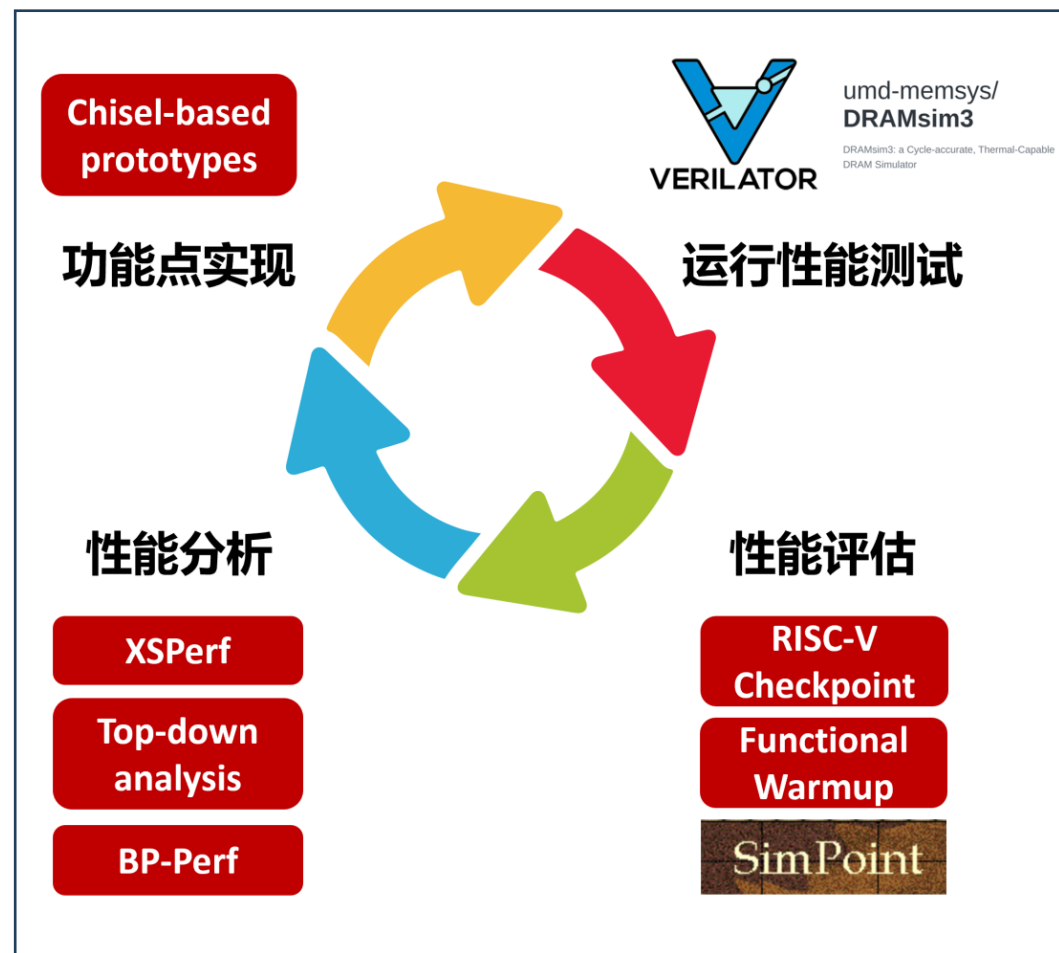 Chisel-based
prototypes
功能点实现
VERILATOR
umd-memsys/
DRAMsim3
DRAMsim3: a Cycle-accurate, Thermal-Capable
DRAM Simulator
运行性能测试
性能分析
XSPerf
Top-down
analysis
BP-Perf
性能评估
RISC-V
Checkpoint
Functional
Warmup
SimPoint